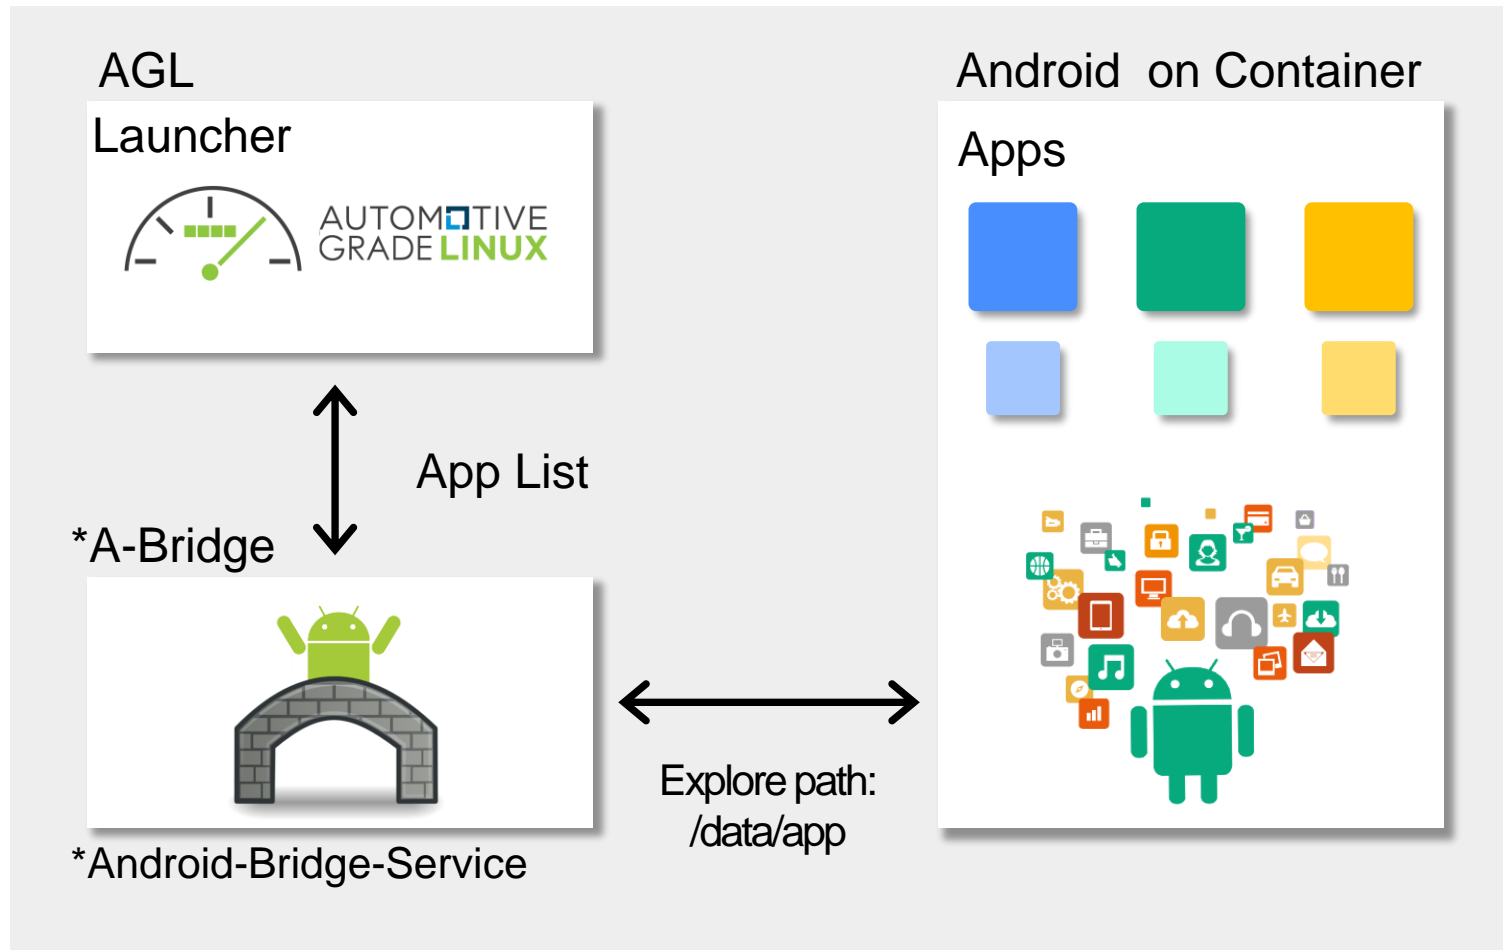 AGL
Launcher
AUTOMOTIVE
GRADE LINUX
App List
*A-Bridge
*Android-Bridge-Service
Explore path:
/data/app
Android on Container
Apps